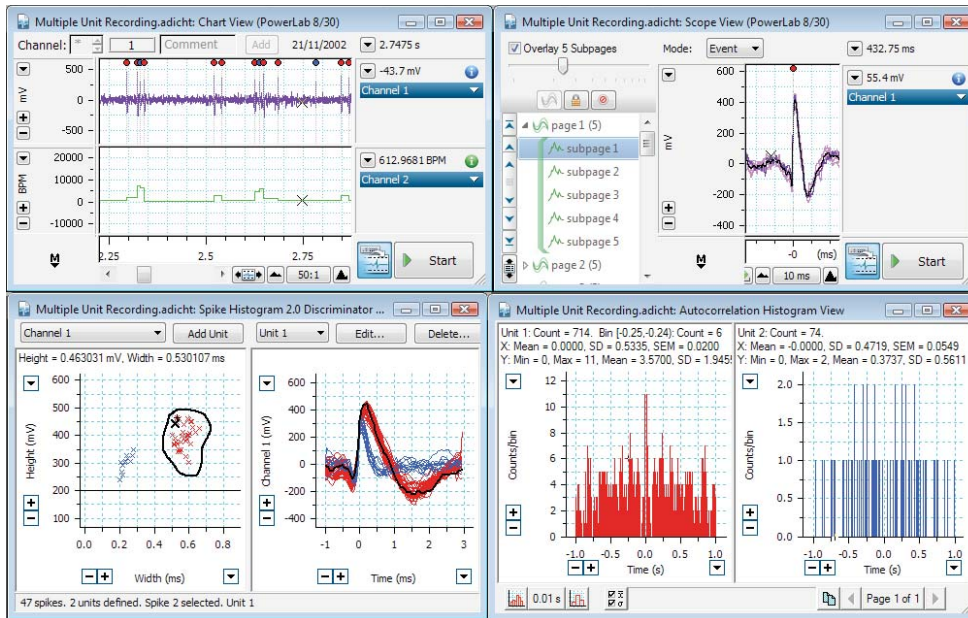 Multiple Unit Recording.adicht: Chart View (PowerLab 8/30)
Channel: * 1 Comment Add 21/11/2002 2.7475 s
500
0
-500
mV
-43.7 mV
Channel 1
20000
15000
10000
5000
0
-10000
BPM
612.9681 BPM
Channel 2
2.25 2.5 2.75
M
50:1
Start
Multiple Unit Recording.adicht: Scope View (PowerLab 8/30)
Overlay 5 Subpages
Mode: Event
432.75 ms
page 1 (5)
subpage 1
subpage 2
subpage 3
subpage 4
subpage 5
page 2 (5)
600
400
200
0
-200
-400
mV
55.4 mV
Channel 1
-0 (ms)
M
10 ms
Start
Multiple Unit Recording.adicht: Spike Histogram 2.0 Discriminator ...
Channel 1 Add Unit Unit 1 Edit... Delete...
Height = 0.463031 mV, Width = 0.530107 ms
600
500
400
300
200
100
Height (mV)
0.0 0.2 0.4 0.6 0.8
Width (ms)
600
400
200
0
-200
-400
Channel 1 (mV)
-1 0 1 2 3
Time (ms)
47 spikes. 2 units defined. Spike 2 selected. Unit 1
Multiple Unit Recording.adicht: Autocorrelation Histogram View
Unit 1: Count = 714, Bin [-0.25,-0.24): Count = 6
X: Mean = 0.0000, SD = 0.5335, SEM = 0.0200
Y: Min = 0, Max = 11, Mean = 3.5700, SD = 1.945
12
10
8
6
4
2
0
Counts/bin
-1.0 -0.5 0.0 0.5 1.0
Time (s)
Unit 2: Count = 74,
X: Mean = -0.0000, SD = 0.4719, SEM = 0.0549
Y: Min = 0, Max = 2, Mean = 0.3737, SD = 0.5611
2.0
1.5
1.0
0.5
0.0
Counts/bin
-1.0 -0.5 0.0 0.5 1.0
Time (s)
0.01 s
Page 1 of 1